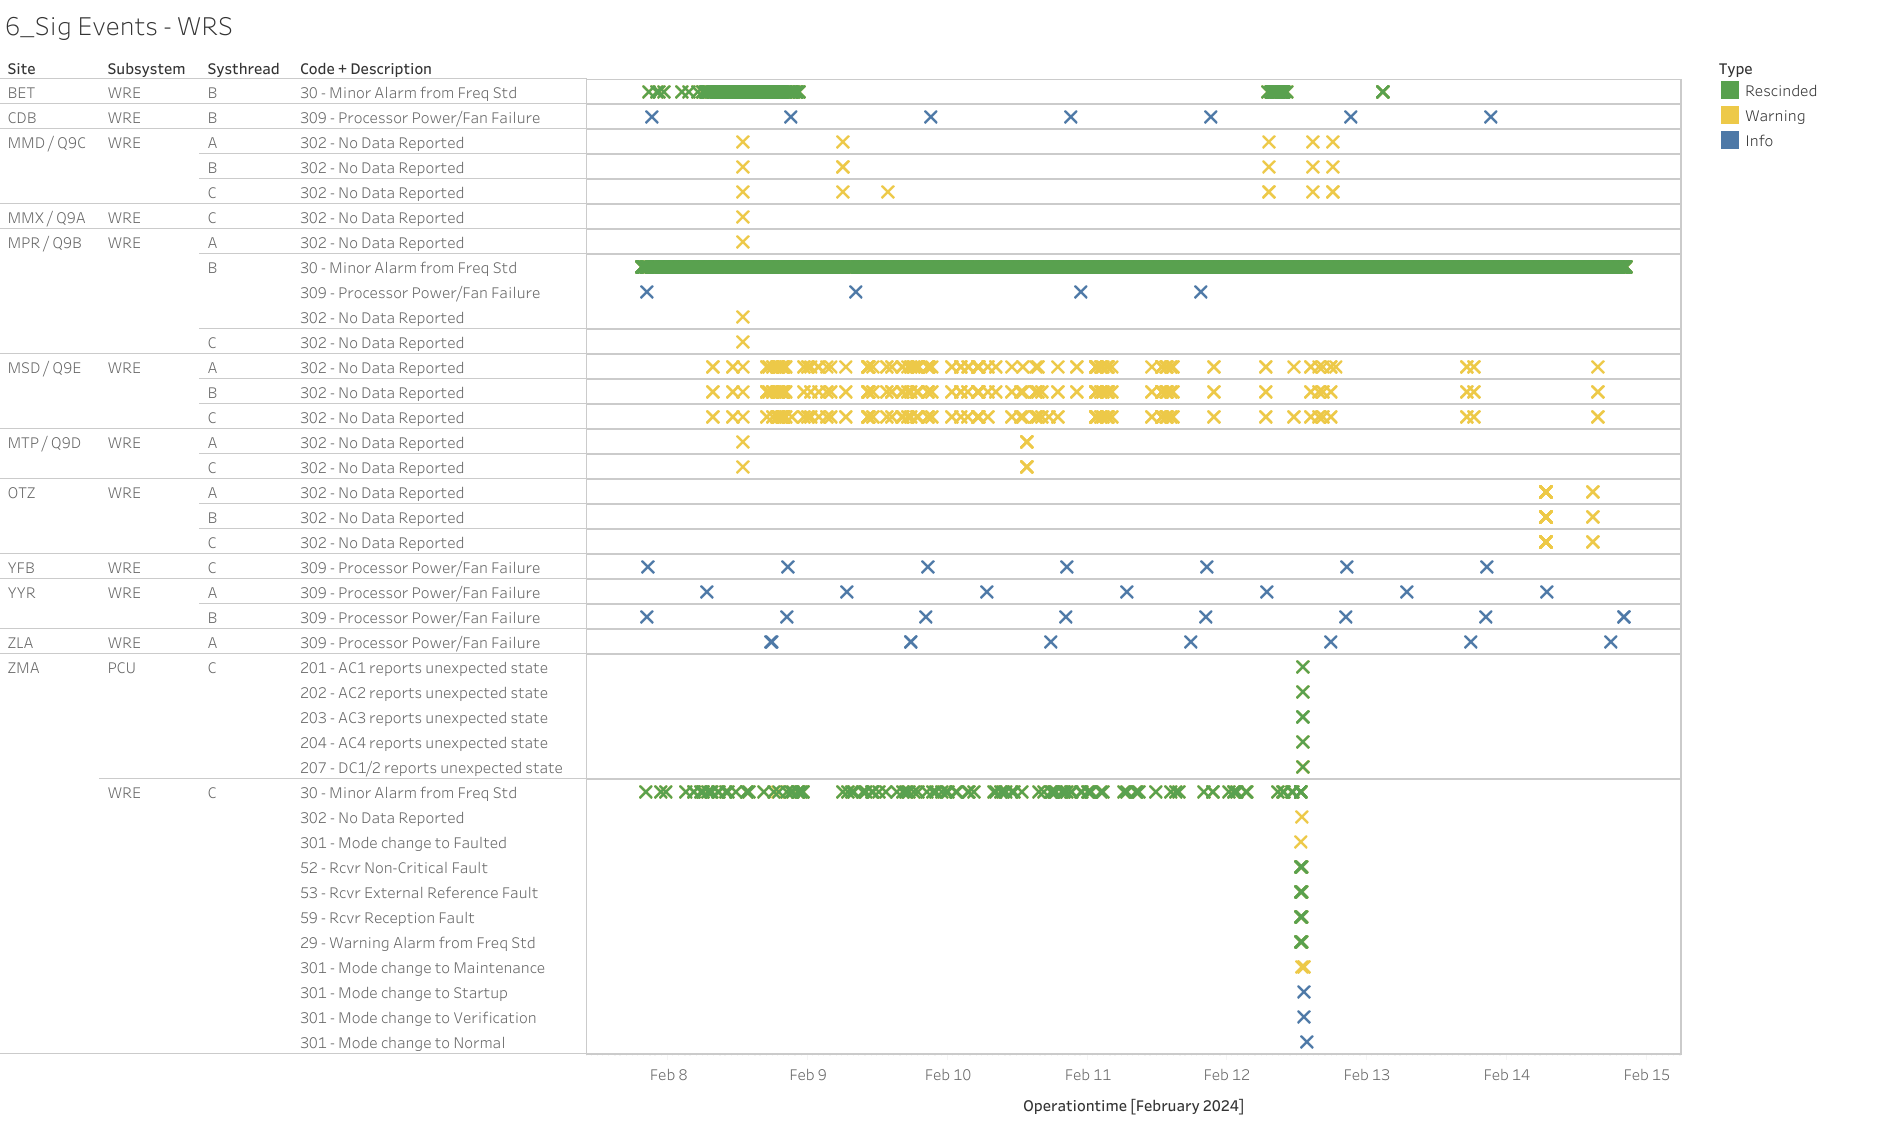 6_Sig Events - WRS
Site Subsystem Systhread Code + Description
Type
BET WRE B 30 - Minor Alarm from Freq Std
Rescinded
CDB WRE B 309 - Processor Power/Fan Failure
Warning
MMD / Q9C WRE A 302 - No Data Reported
Info
B 302 - No Data Reported
C 302 - No Data Reported
MMX / Q9A WRE C 302 - No Data Reported
MPR / Q9B WRE A 302 - No Data Reported
B 30 - Minor Alarm from Freq Std
309 - Processor Power/Fan Failure
302 - No Data Reported
C 302 - No Data Reported
MSD / Q9E WRE A 302 - No Data Reported
B 302 - No Data Reported
C 302 - No Data Reported
MTP / Q9D WRE A 302 - No Data Reported
C 302 - No Data Reported
OTZ WRE A 302 - No Data Reported
B 302 - No Data Reported
C 302 - No Data Reported
YFB WRE C 309 - Processor Power/Fan Failure
YYR WRE A 309 - Processor Power/Fan Failure
B 309 - Processor Power/Fan Failure
ZLA WRE A 309 - Processor Power/Fan Failure
ZMA PCU C 201 - AC1 reports unexpected state
202 - AC2 reports unexpected state
203 - AC3 reports unexpected state
204 - AC4 reports unexpected state
207 - DC1/2 reports unexpected state
WRE C 30 - Minor Alarm from Freq Std
302 - No Data Reported
301 - Mode change to Faulted
52 - Rcvr Non-Critical Fault
53 - Rcvr External Reference Fault
59 - Rcvr Reception Fault
29 - Warning Alarm from Freq Std
301 - Mode change to Maintenance
301 - Mode change to Startup
301 - Mode change to Verification
301 - Mode change to Normal
Feb 8 Feb 9 Feb 10 Feb 11 Feb 12 Feb 13 Feb 14 Feb 15
Operationtime [February 2024]